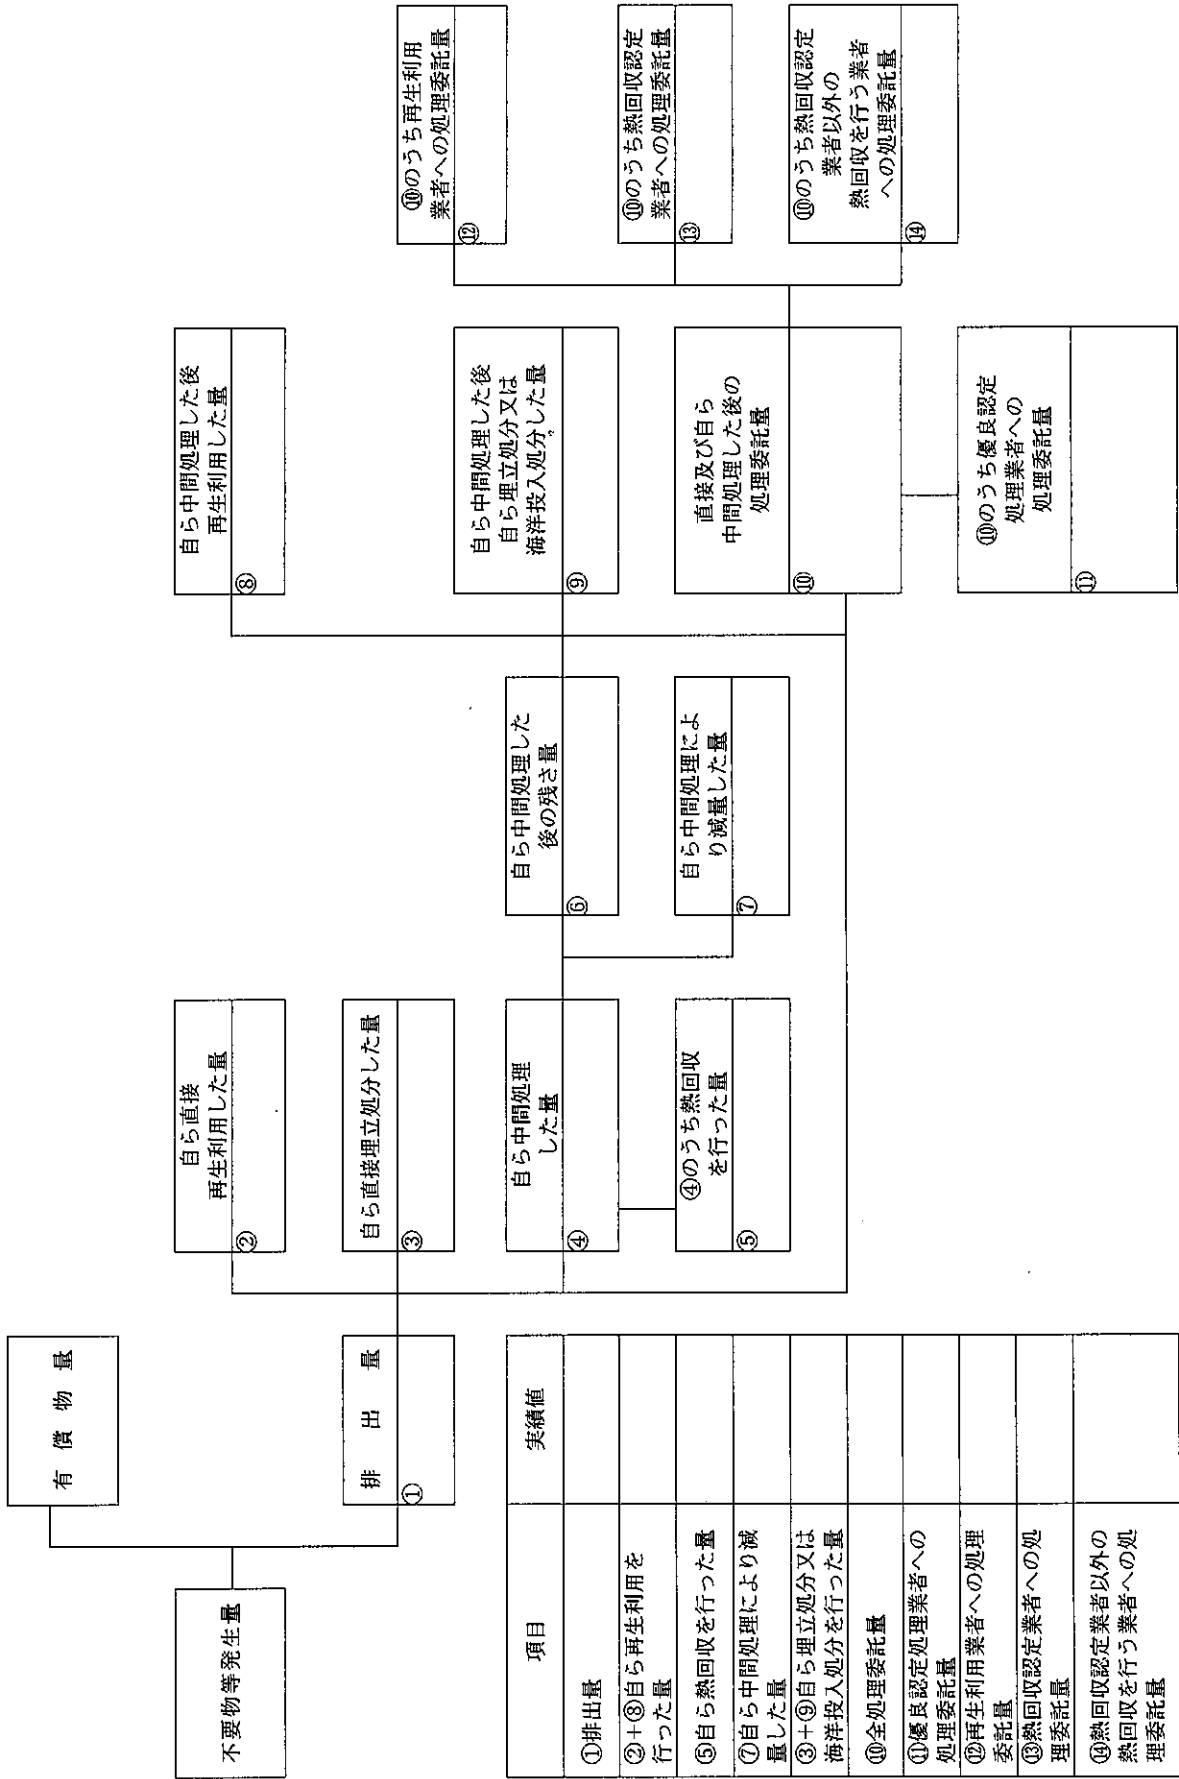 不要物等発生量
有償物量
排出量
①
自ら直接
再生利用した量
②
自ら直接埋立処分した量
③
自ら中間処理
した量
④
④のうち熱回収
を行った量
⑤
自ら中間処理した
後の残さ量
⑥
自ら中間処理によ
り減量した量
⑦
自ら中間処理した後
再生利用した量
⑧
自ら中間処理した後
自ら埋立処分又は
海洋投入処分した量
⑨
直接及び自ら
中間処理した後の
処理委託量
⑩
⑩のうち優良認定
処理業者への
処理委託量
⑪
⑩のうち再生利用
業者への処理委託量
⑫
⑩のうち熱回収認定
業者への処理委託量
⑬
⑩のうち熱回収認定
業者以外の
熱回収を行う業者
への処理委託量
⑭
項目 実績値
①排出量
②+⑧自ら再生利用を
行った量
⑤自ら熱回収を行った量
⑦自ら中間処理により減
量した量
③+⑨自ら埋立処分又は
海洋投入処分を行った量
⑩全処理委託量
⑪優良認定処理業者への
処理委託量
⑫再生利用業者への処理
委託量
⑬熱回収認定業者への処
理委託量
⑭熱回収認定業者以外の
熱回収を行う業者への処
理委託量